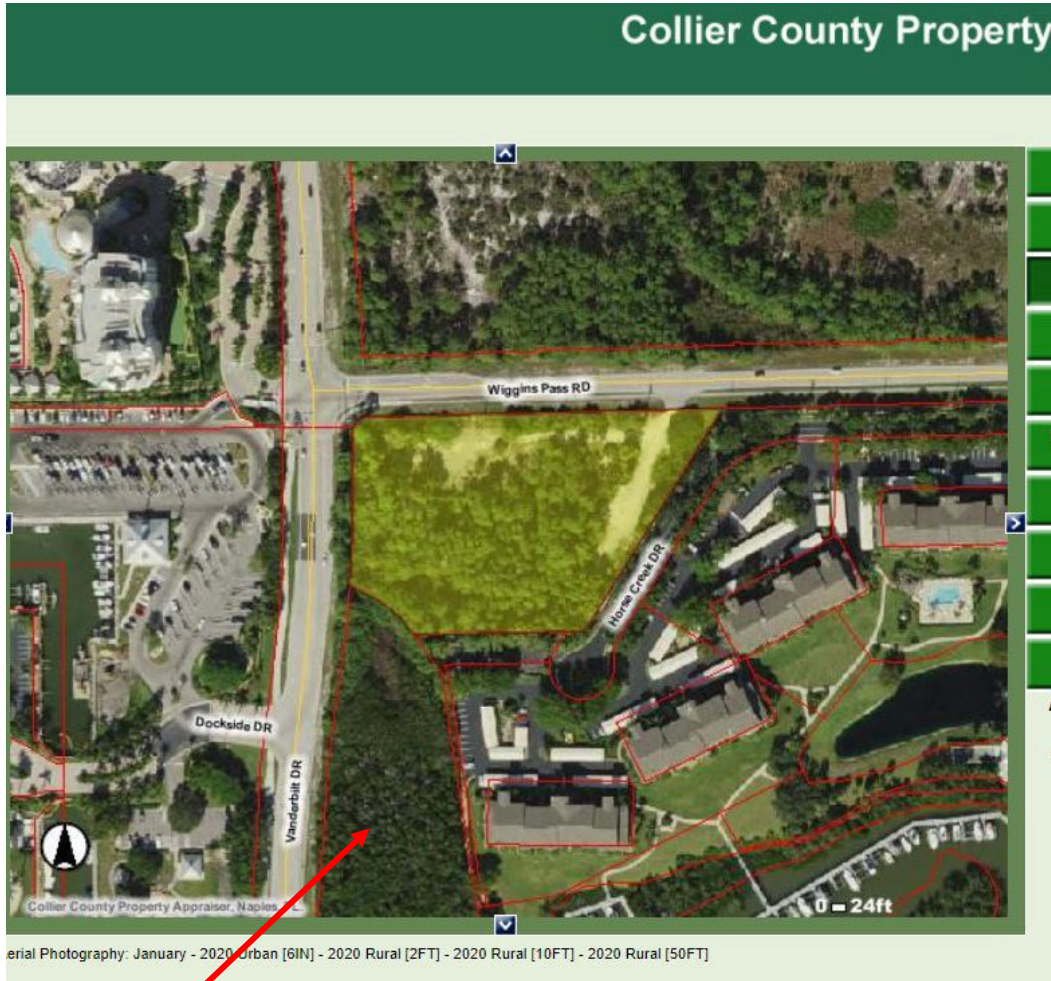 Collier County Property
Wiggins Pass RD
Horse Creek DR
Dockside DR
Vanderbilt DR
Collier County Property Appraiser, Naples,
0 24ft
erial Photography: January - 2020 Urban [6IN] - 2020 Rural [2FT] - 2020 Rural [10FT] - 2020 Rural [50FT]